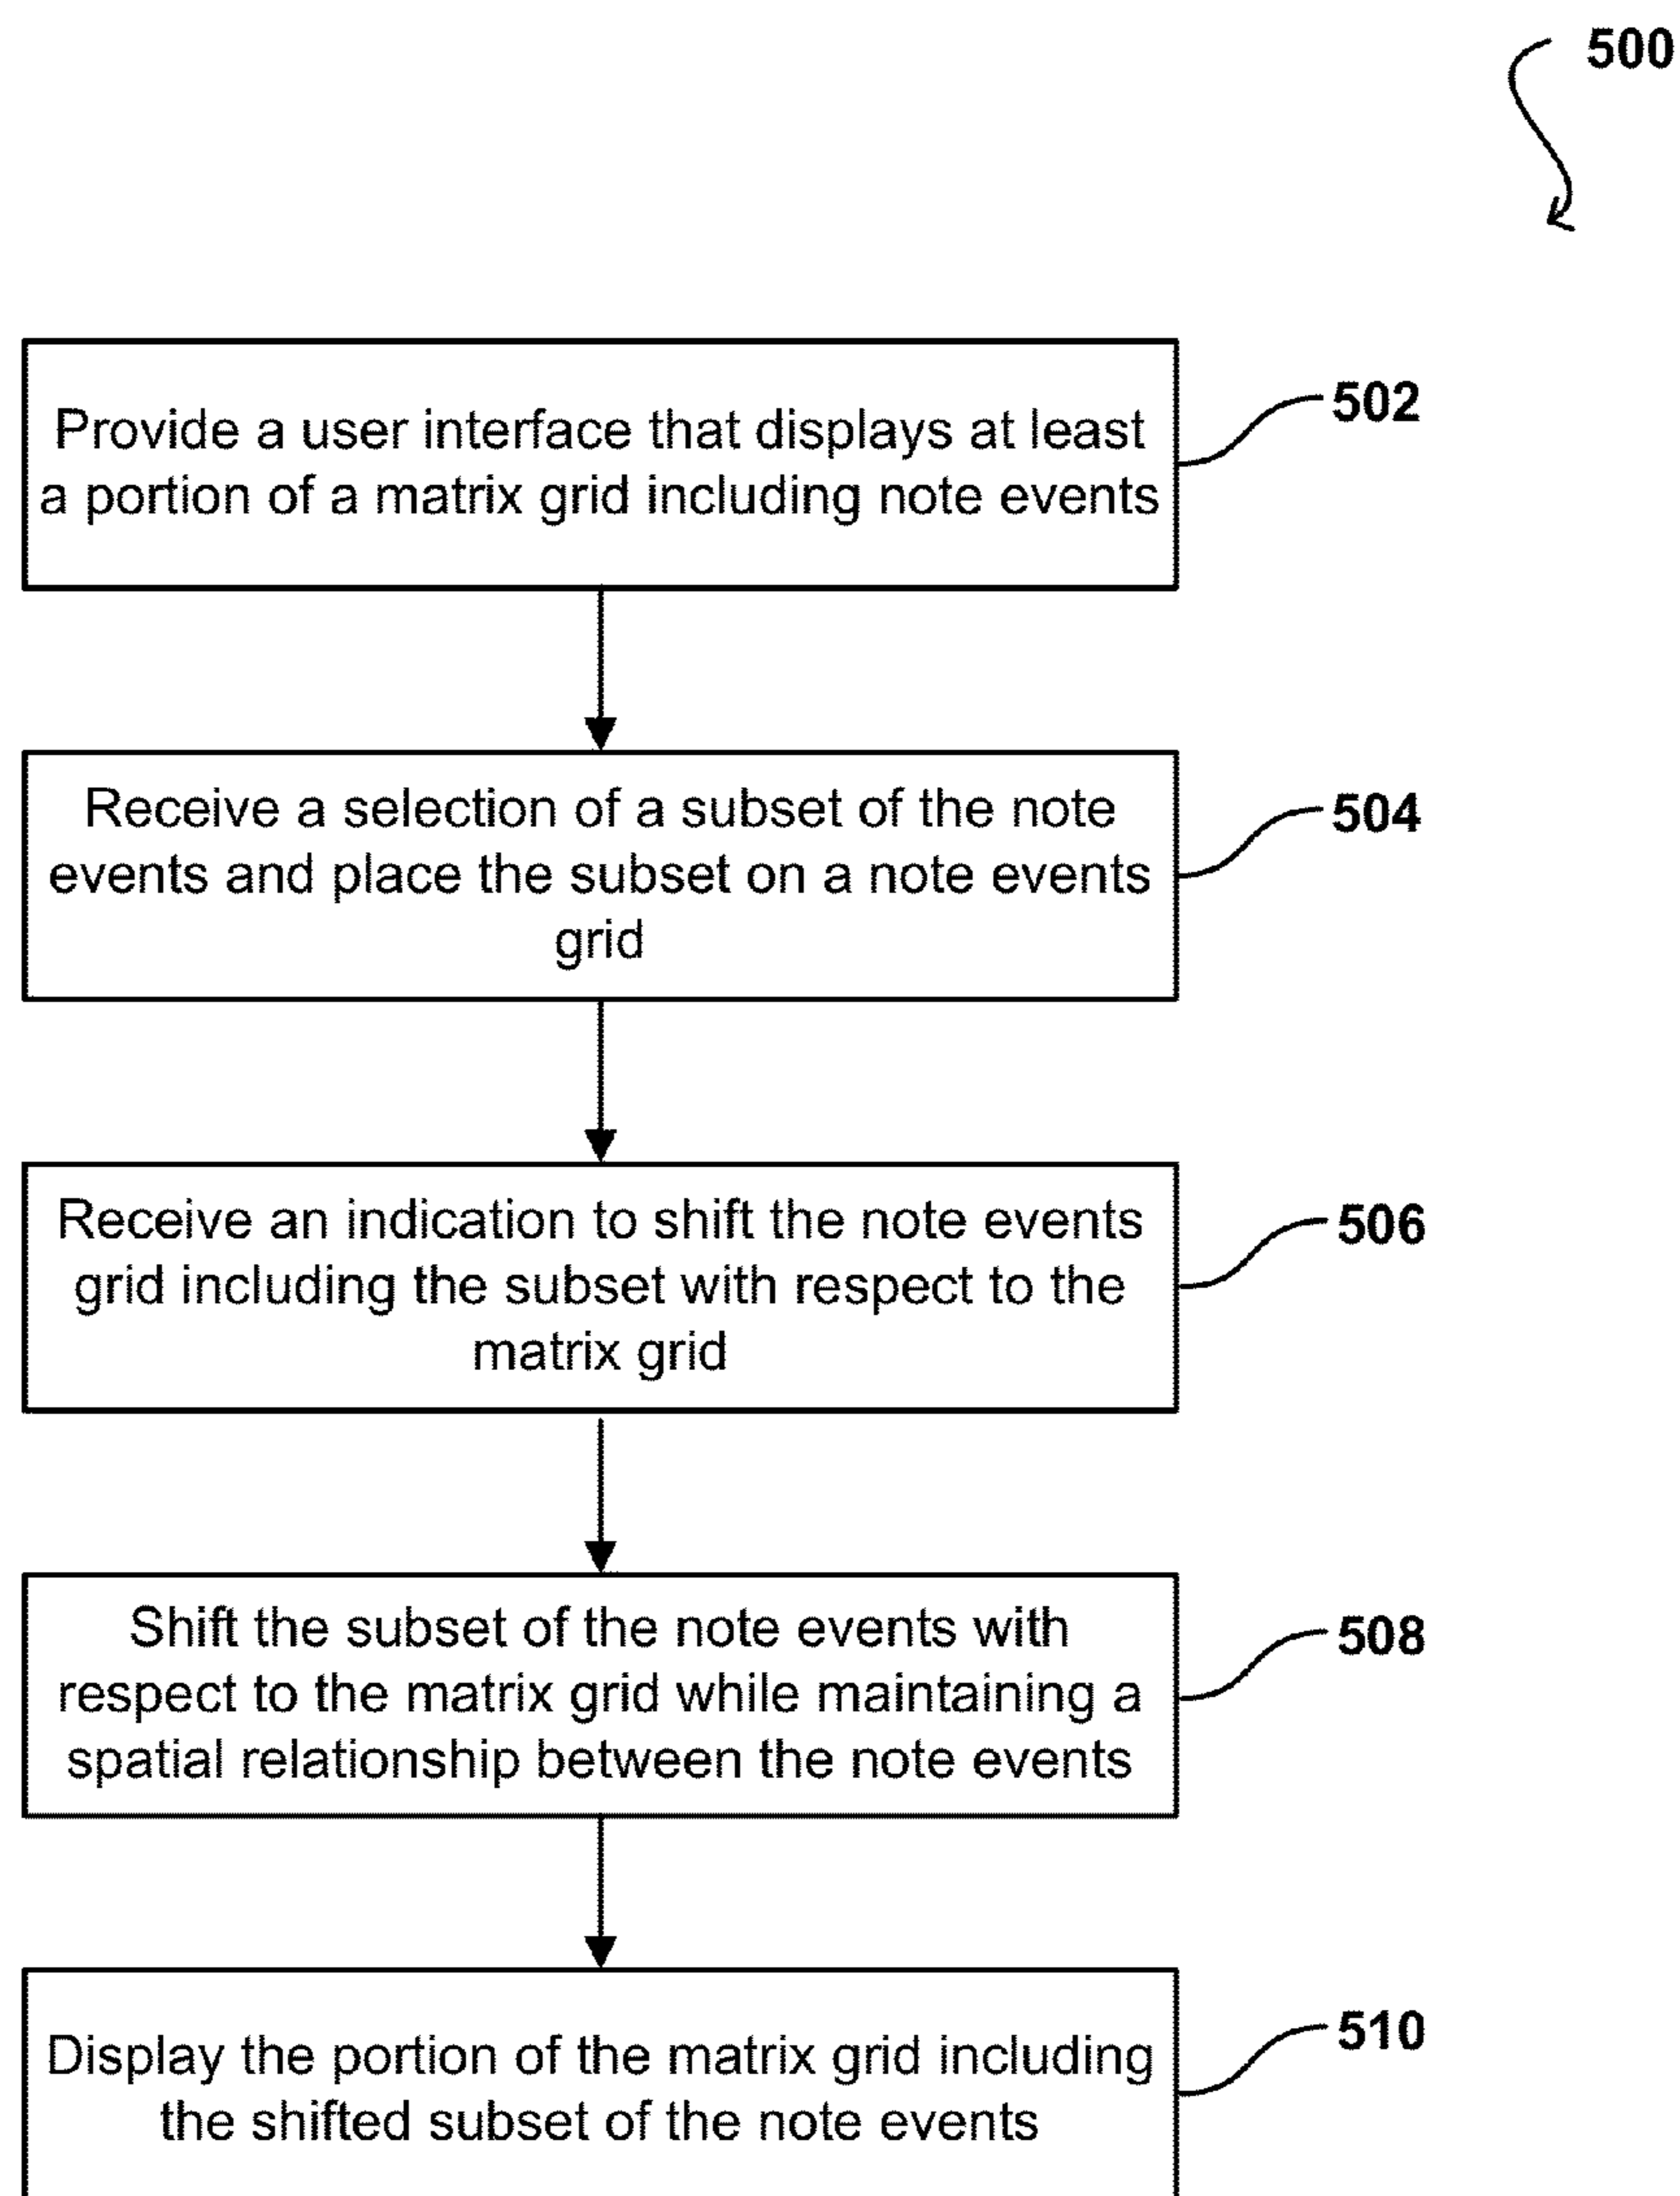 500
Provide a user interface that displays at least
a portion of a matrix grid including note events
502
Receive a selection of a subset of the note
events and place the subset on a note events
grid
504
Receive an indication to shift the note events
grid including the subset with respect to the
matrix grid
506
Shift the subset of the note events with
respect to the matrix grid while maintaining a
spatial relationship between the note events
508
Display the portion of the matrix grid including
the shifted subset of the note events
510